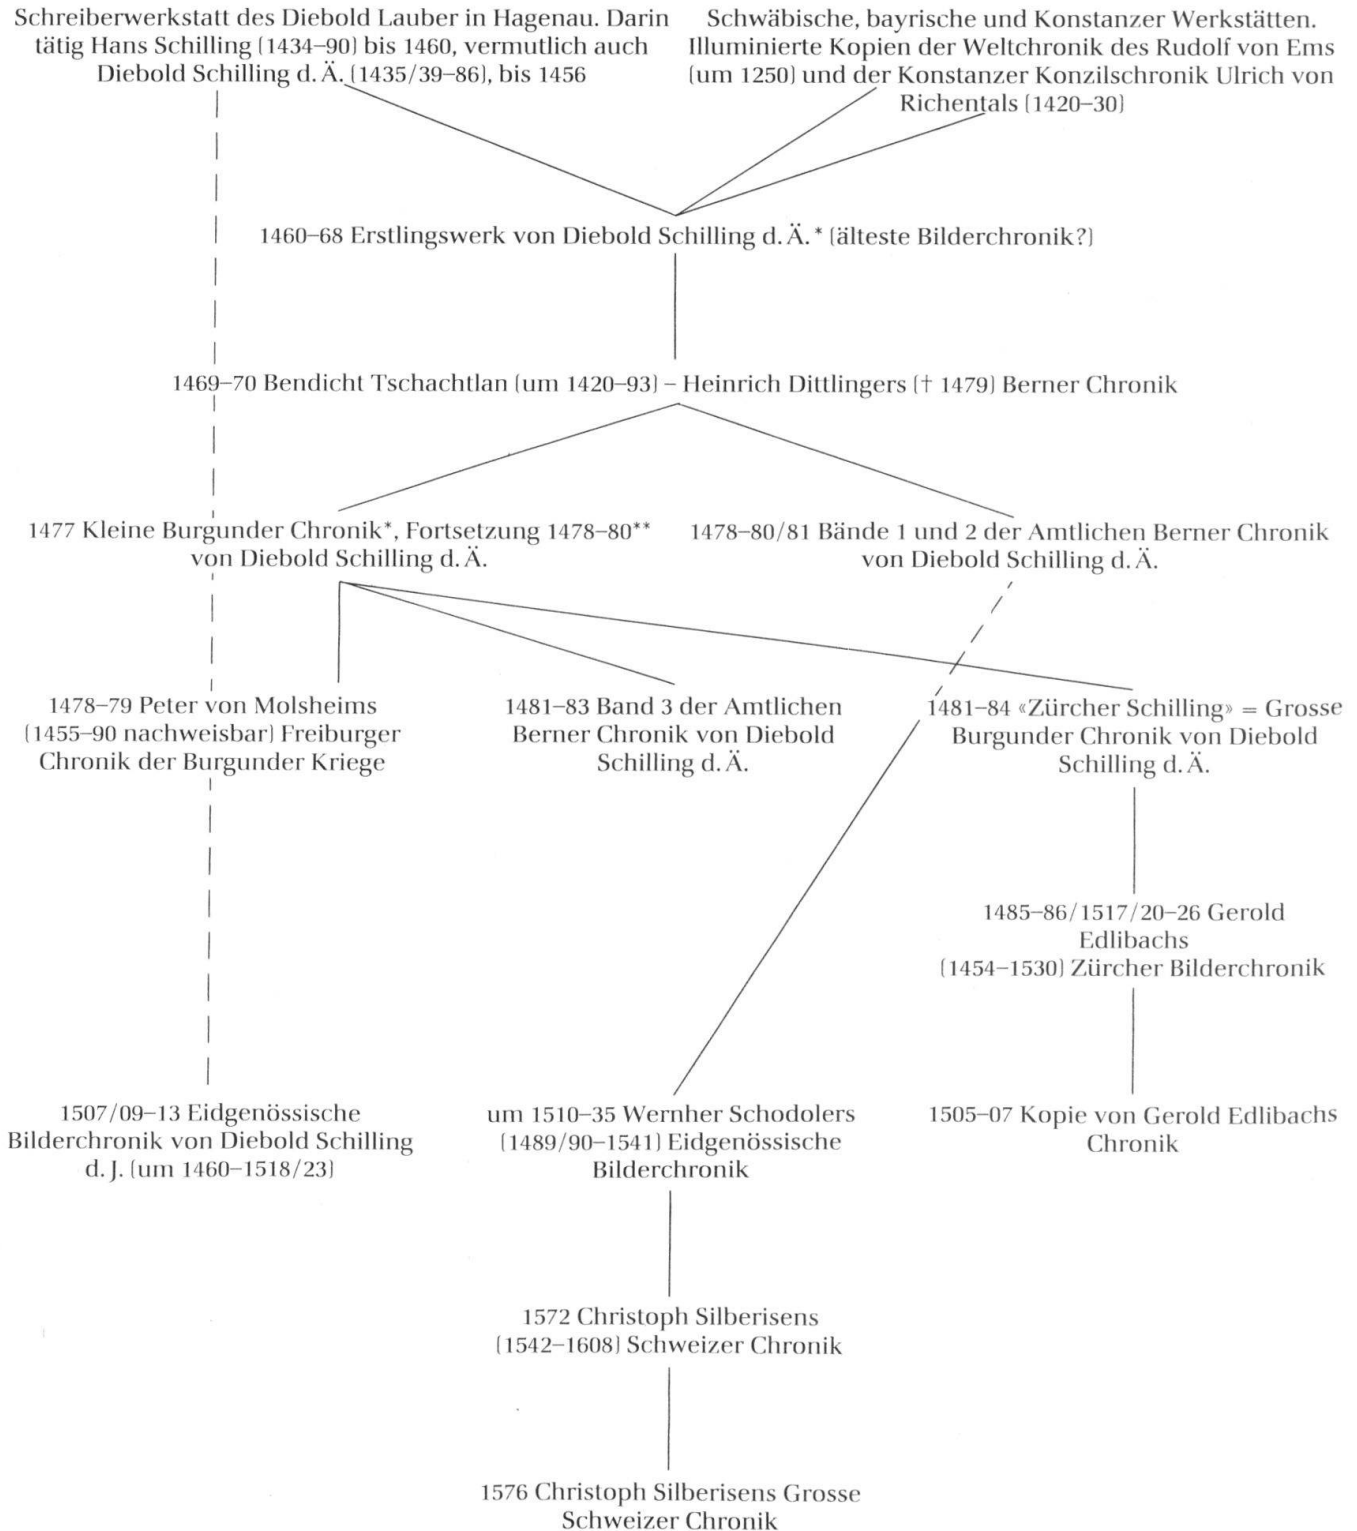 Schreiberwerkstatt des Diebold Lauber in Hagenau. Darin
tätig Hans Schilling (1434–90) bis 1460, vermutlich auch
Diebold Schilling d. Ä. (1435/39–86), bis 1456
Schwäbische, bayrische und Konstanzer Werkstätten.
Illuminierte Kopien der Weltchronik des Rudolf von Ems
(um 1250) und der Konstanzer Konzilschronik Ulrich von
Richentals (1420–30)
1460–68 Erstlingswerk von Diebold Schilling d. Ä.* (älteste Bilderchronik?)
1469–70 Bendicht Tschachtlan (um 1420–93) – Heinrich Dittlingers († 1479) Berner Chronik
1477 Kleine Burgunder Chronik*, Fortsetzung 1478–80**
von Diebold Schilling d. Ä.
1478–80/81 Bände 1 und 2 der Amtlichen Berner Chronik
von Diebold Schilling d. Ä.
1478–79 Peter von Molsheims
(1455–90 nachweisbar) Freiburger
Chronik der Burgunder Kriege
1481–83 Band 3 der Amtlichen
Berner Chronik von Diebold
Schilling d. Ä.
1481–84 «Zürcher Schilling» = Grosse
Burgunder Chronik von Diebold
Schilling d. Ä.
1485–86/1517/20–26 Gerold
Edlibachs
(1454–1530) Zürcher Bilderchronik
1507/09–13 Eidgenössische
Bilderchronik von Diebold Schilling
d. J. (um 1460–1518/23)
um 1510–35 Wernher Schodolers
(1489/90–1541) Eidgenössische
Bilderchronik
1505–07 Kopie von Gerold Edlibachs
Chronik
1572 Christoph Silberisens
(1542–1608) Schweizer Chronik
1576 Christoph Silberisens Grosse
Schweizer Chronik